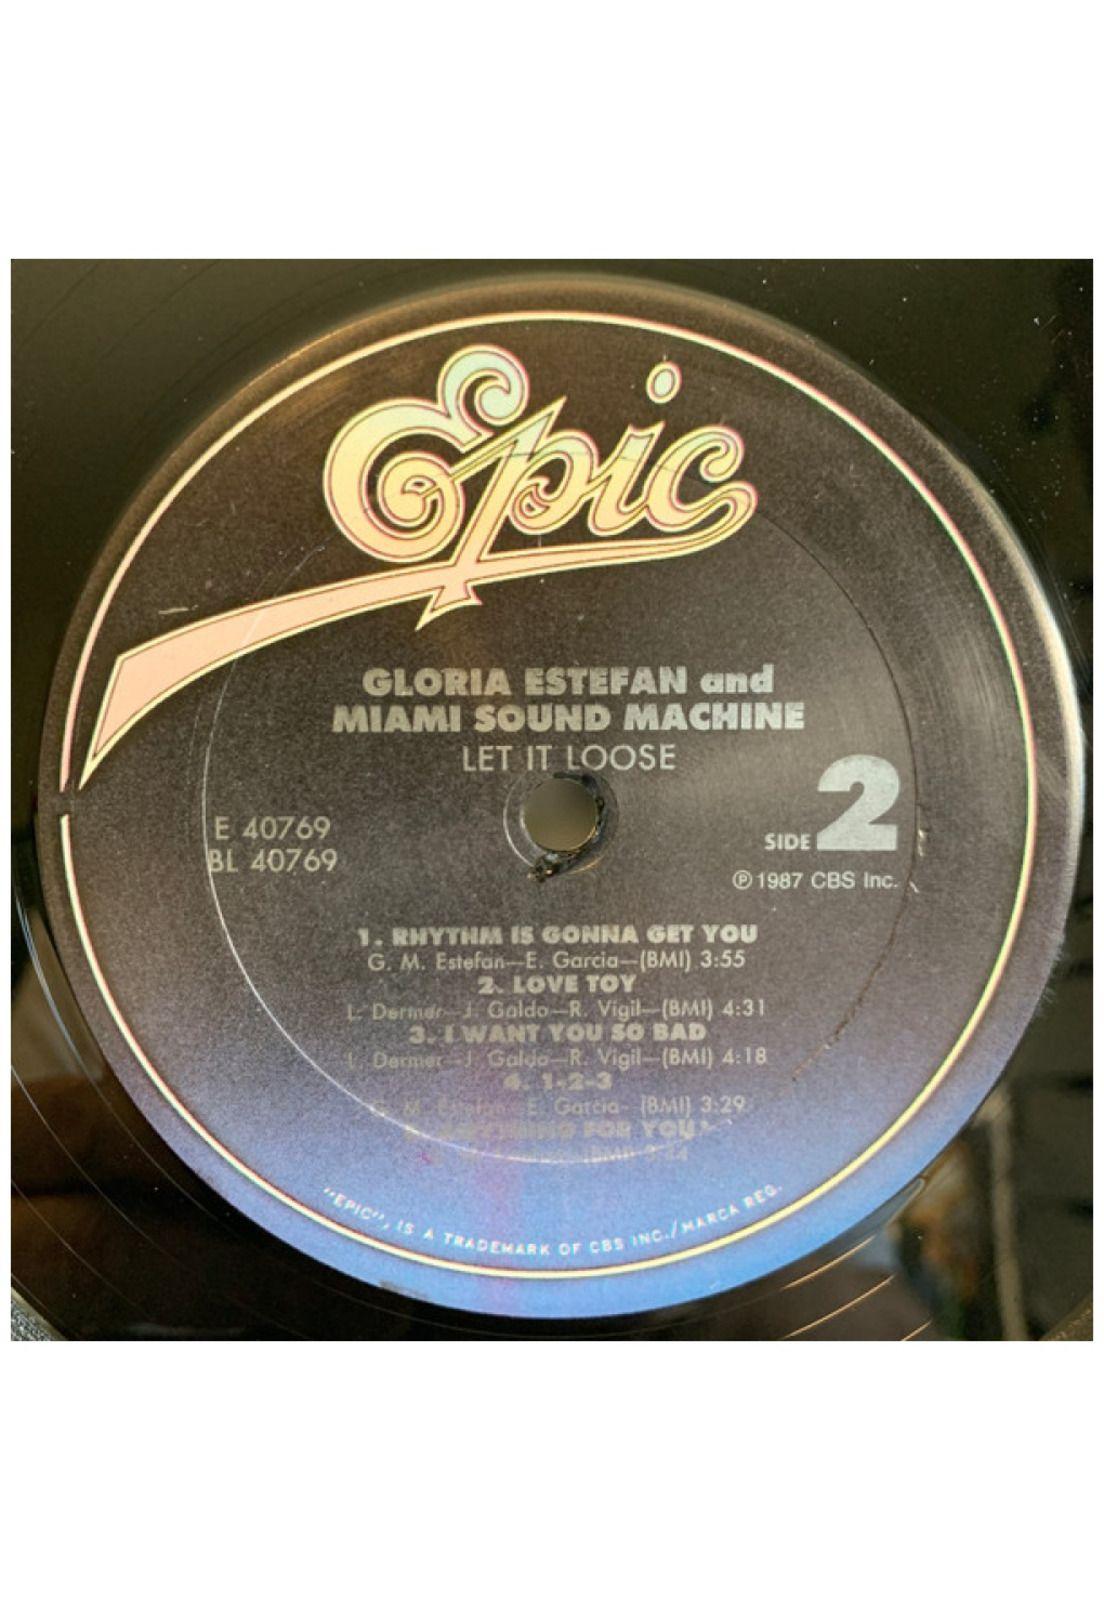 Epic
GLORIA ESTEFAN and
MIAMI SOUND MACHINE
LET IT LOOSE
E 40769
BL 40769
SIDE 2
℗ 1987 CBS Inc.
1. RHYTHM IS GONNA GET YOU
G. M. Estefan—E. Garcia—(BMI) 3:55
2. LOVE TOY
L. Dermer—J. Galdo—R. Vigil—(BMI) 4:31
3. I WANT YOU SO BAD
L. Dermer—J. Galdo—R. Vigil—(BMI) 4:18
4. 1-2-3
G. M. Estefan—E. Garcia—(BMI) 3:29
FOR YOU
(BMI)
"EPIC", IS A TRADEMARK OF CBS INC./MARCA REG.